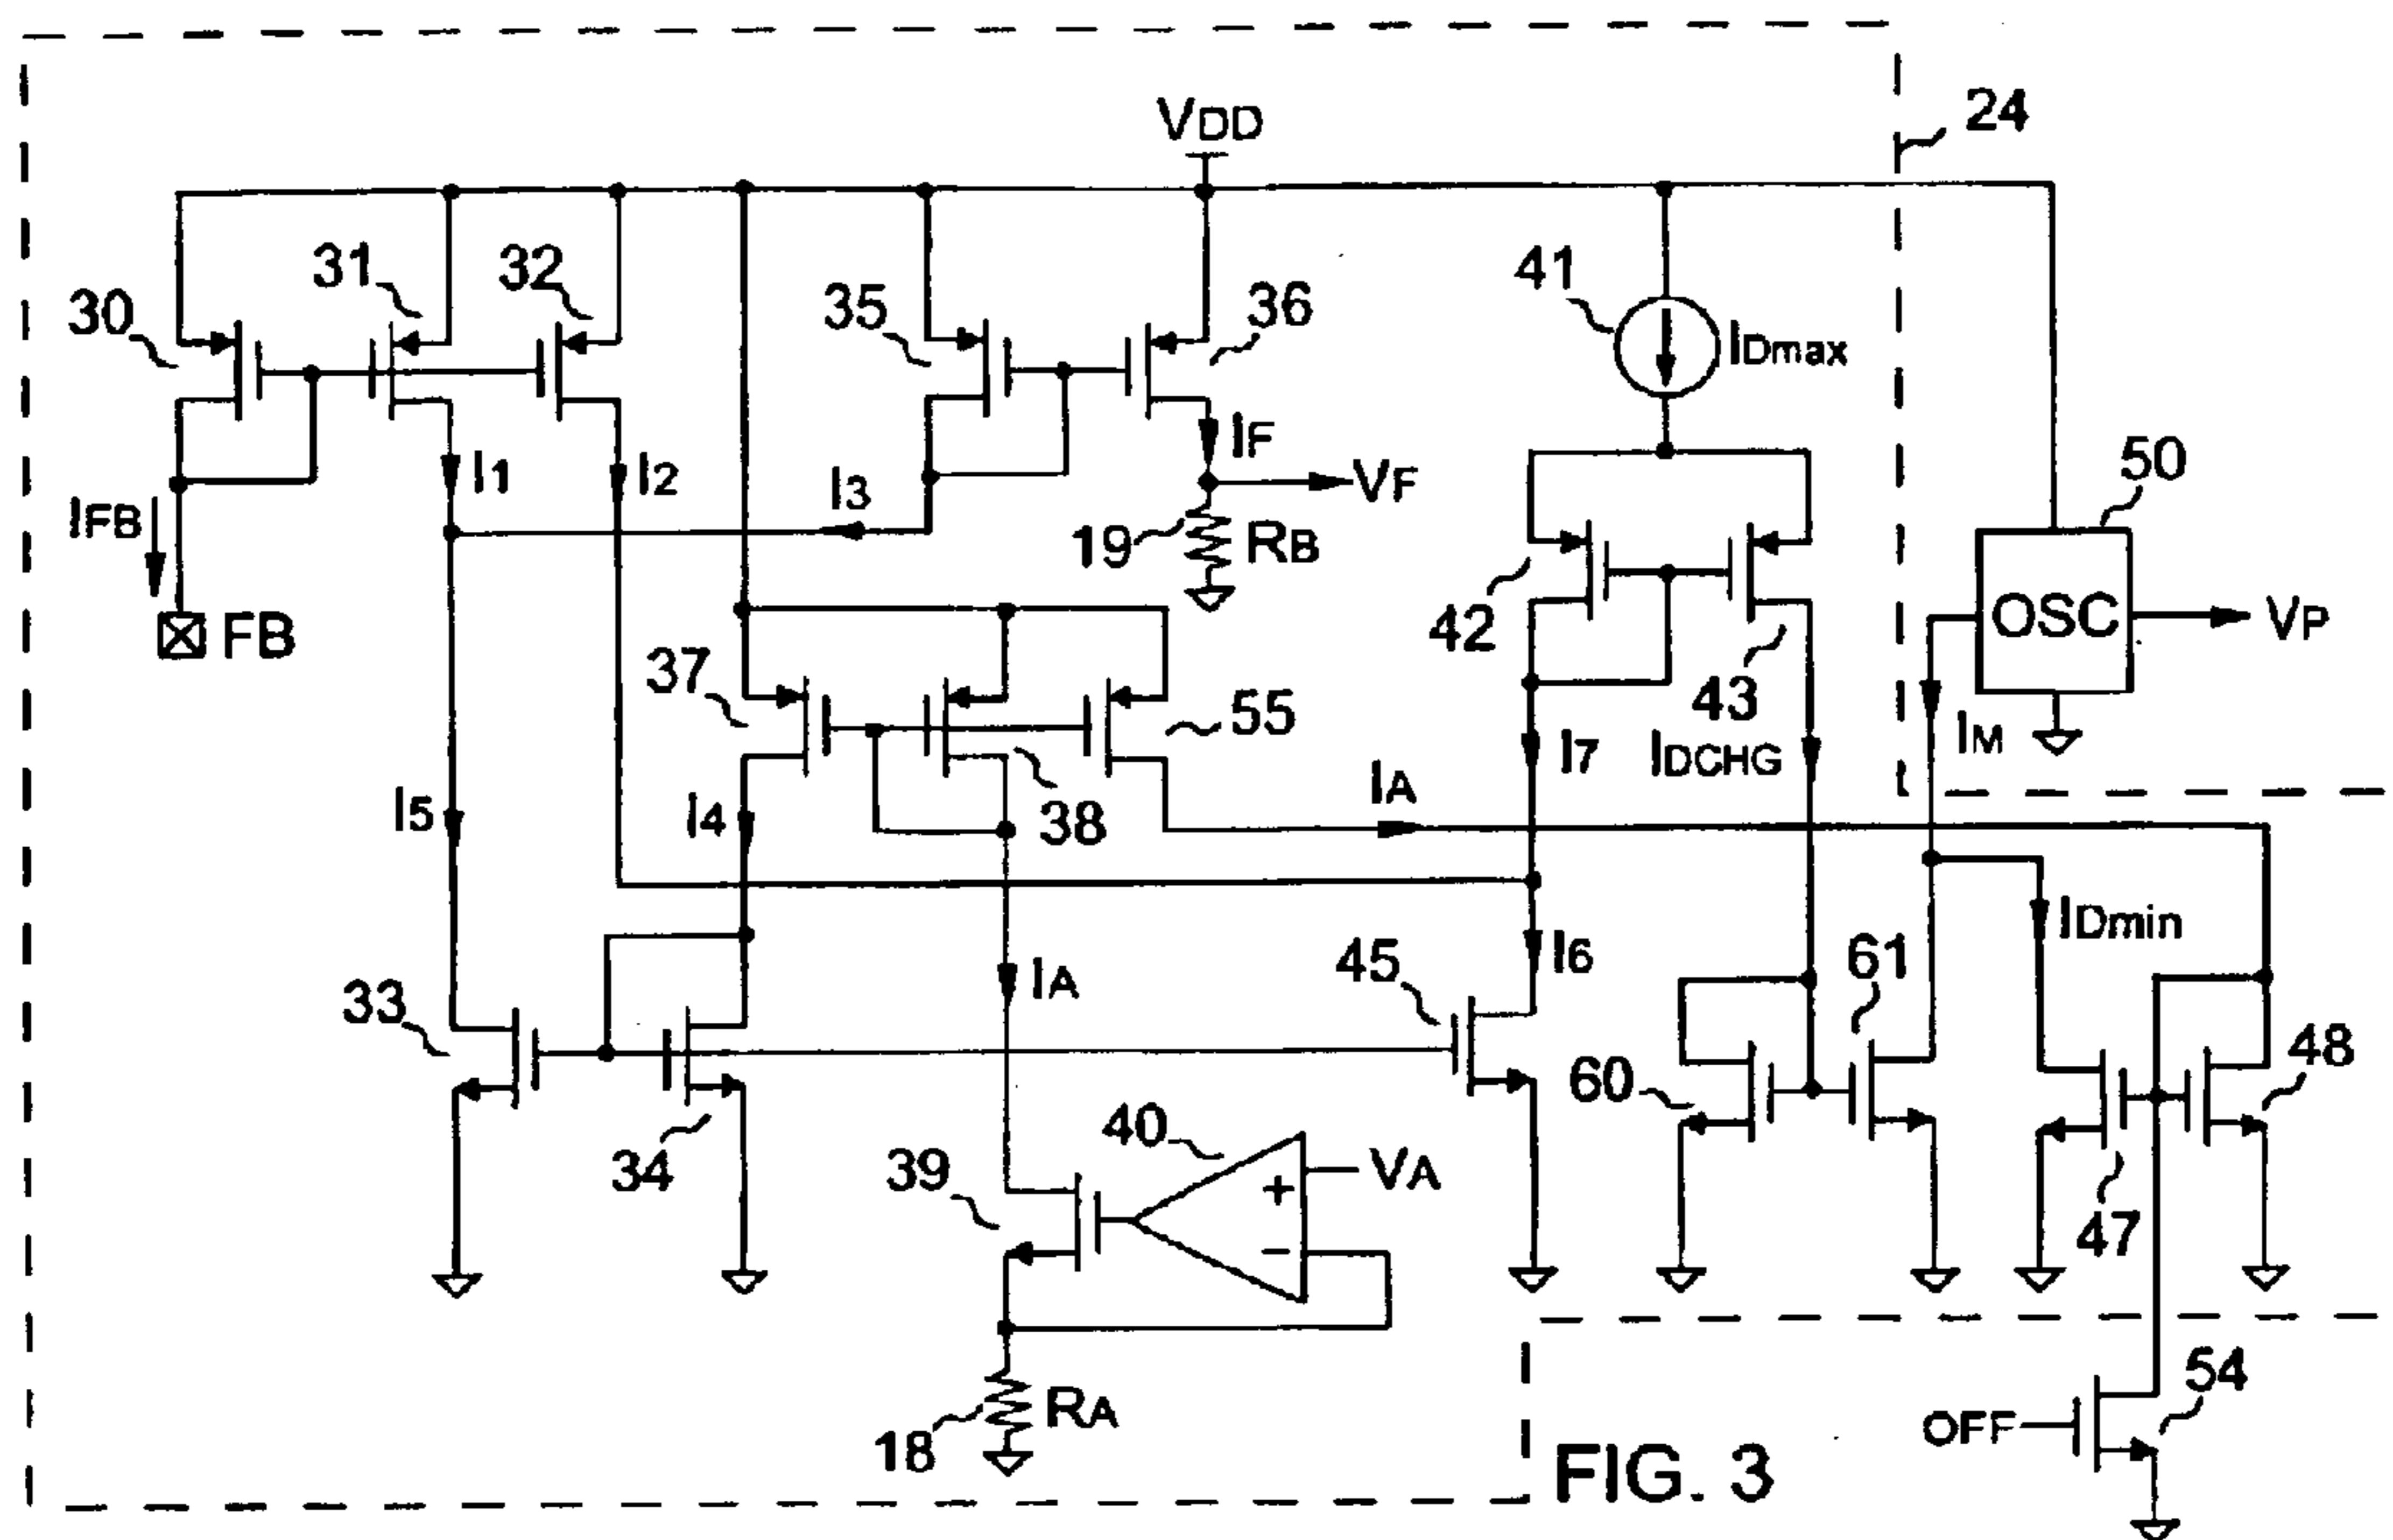 24
VDD
30
31
32
35
36
41
IDmax
50
IFB
I1
I2
I3
IF
VF
19
RB
FB
42
43
OSC
VP
IM
37
38
55
I5
I4
IA
I7
IDCHG
IA
IDmin
33
34
45
I6
60
61
47
48
39
40
VA
+
−
18
RA
OFF
54
FIG. 3